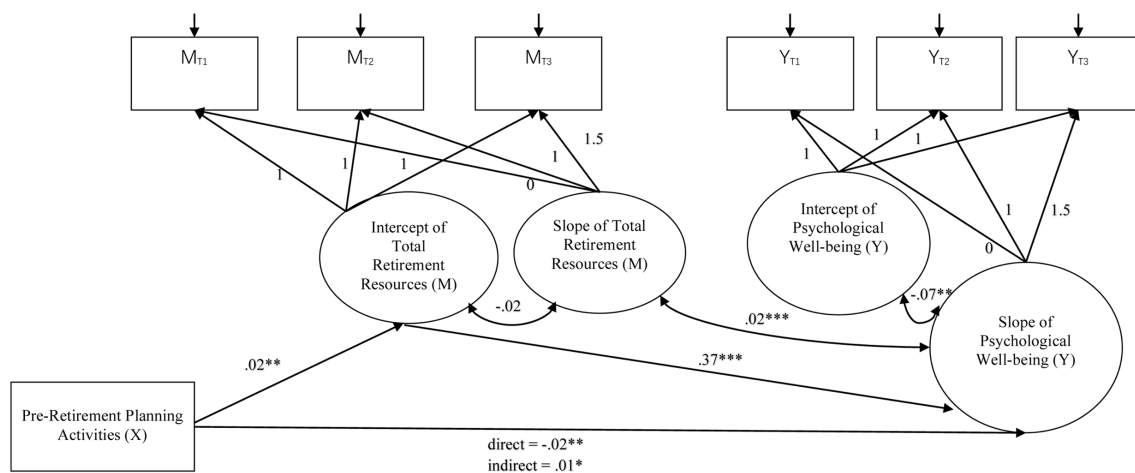 MT1
MT2
MT3
YT1
YT2
YT3
1
1
1
0
1
1.5
1
1
1
0
1
1.5
Intercept of
Total
Retirement
Resources (M)
Slope of Total
Retirement
Resources (M)
Intercept of
Psychological
Well-being (Y)
Slope of
Psychological
Well-being (Y)
-.02
-.07**
.02***
.37***
.02**
Pre-Retirement Planning
Activities (X)
direct = -.02**
indirect = .01*